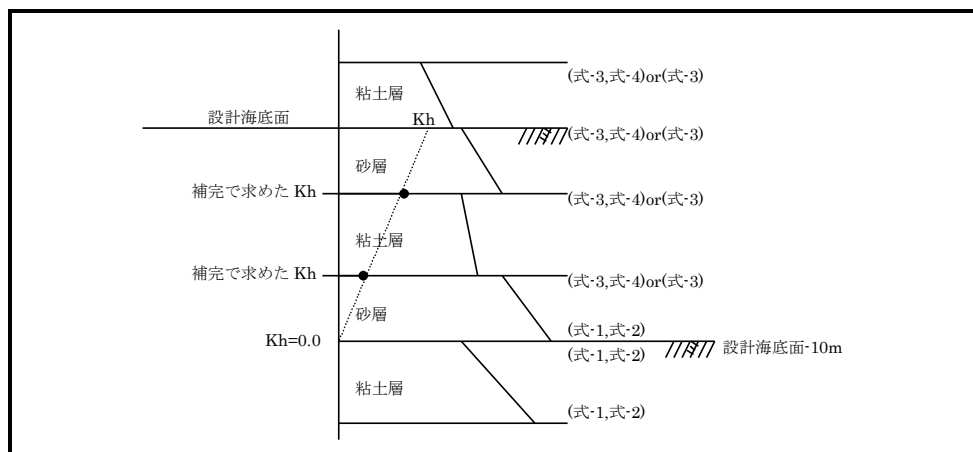 (式-3,式-4)or(式-3)
粘土層
設計海底面
Kh
(式-3,式-4)or(式-3)
砂層
補完で求めた Kh
(式-3,式-4)or(式-3)
粘土層
補完で求めた Kh
(式-3,式-4)or(式-3)
砂層
(式-1,式-2)
Kh=0.0
(式-1,式-2)
設計海底面-10m
粘土層
(式-1,式-2)